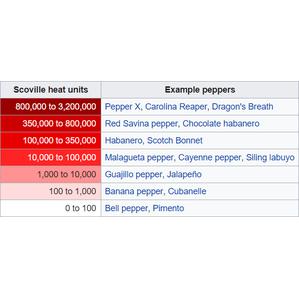 Scoville heat units Example peppers
800,000 to 3,200,000 Pepper X, Carolina Reaper, Dragon's Breath
350,000 to 800,000 Red Savina pepper, Chocolate habanero
100,000 to 350,000 Habanero, Scotch Bonnet
10,000 to 100,000 Malagueta pepper, Cayenne pepper, Siling labuyo
1,000 to 10,000 Guajillo pepper, Jalapeño
100 to 1,000 Banana pepper, Cubanelle
0 to 100 Bell pepper, Pimento